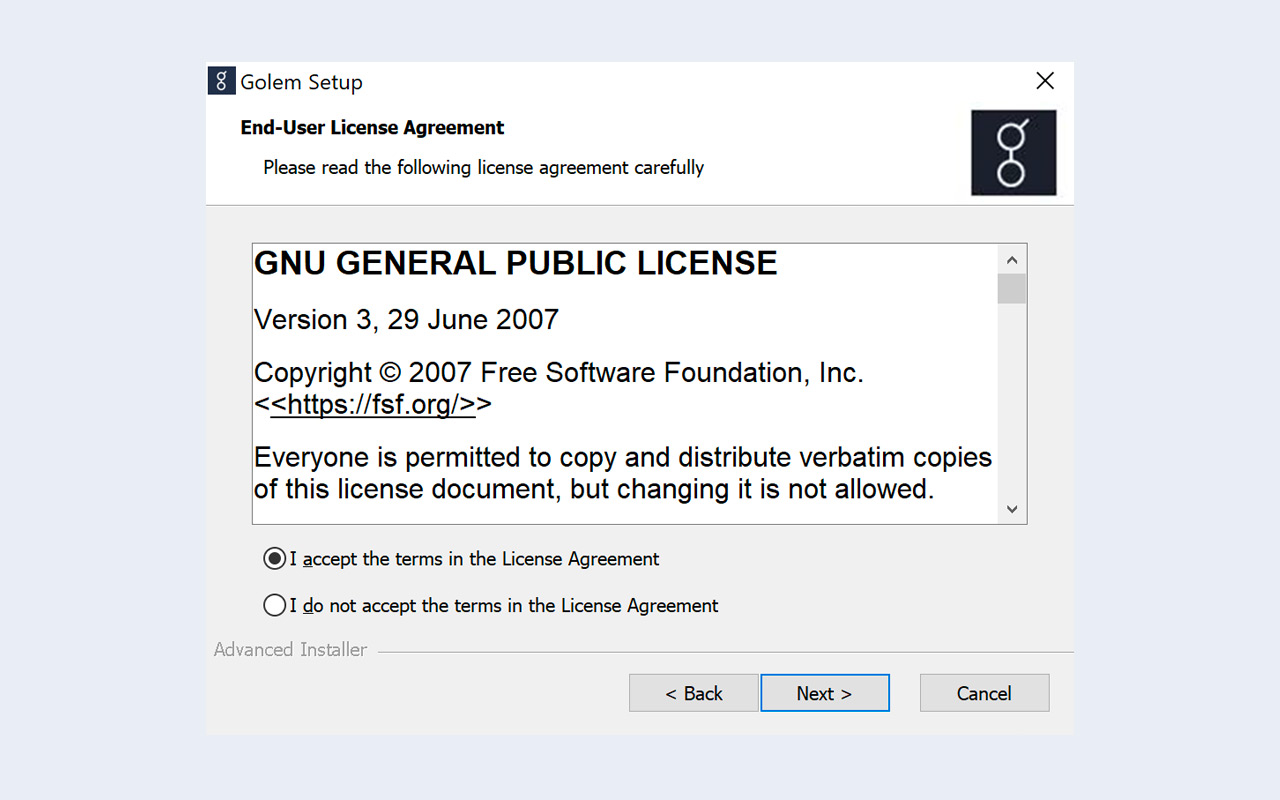 Golem Setup
End-User License Agreement
Please read the following license agreement carefully
GNU GENERAL PUBLIC LICENSE
Version 3, 29 June 2007
Copyright © 2007 Free Software Foundation, Inc.
<<https://fsf.org/>>
Everyone is permitted to copy and distribute verbatim copies
of this license document, but changing it is not allowed.
I accept the terms in the License Agreement
I do not accept the terms in the License Agreement
Advanced Installer
< Back
Next >
Cancel